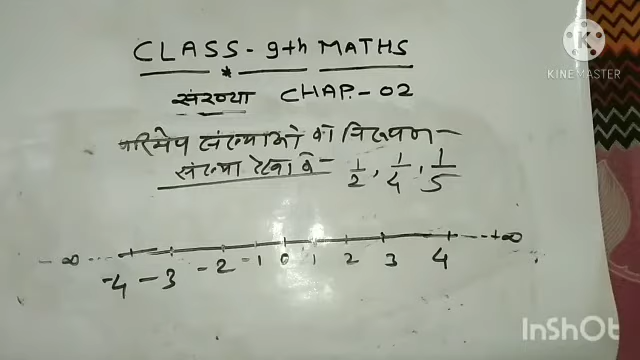 CLASS - 9th MATHS
संख्या CHAP. - 02
परिमेय संख्याओं का निरूपण -
संख्या रेखा पे - 1/2, 1/4, 1/5
-∞ -4 -3 -2 -1 0 1 2 3 4 +∞
KINEMASTER
InShOt